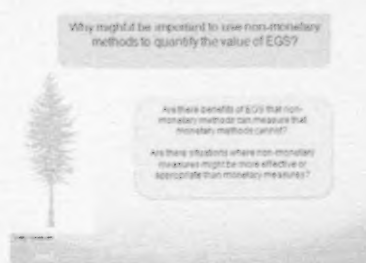 Why might it be important to use non-monetary
methods to quantify the value of EGS?
Are there benefits of EGS that non-
monetary methods can measure that
monetary methods cannot?
Are there situations where non-monetary
measures might be more effective or
appropriate than monetary measures?